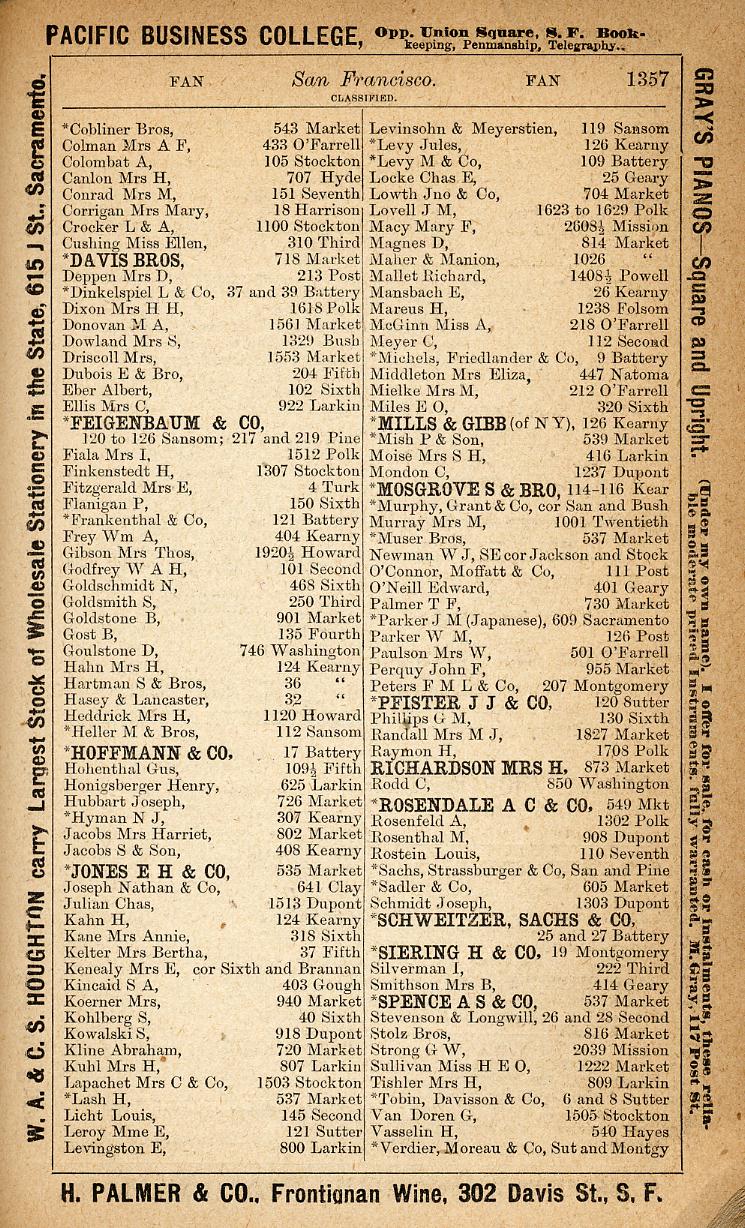 PACIFIC BUSINESS COLLEGE, Opp. Union Square, S. F. Book-
keeping, Penmanship, Telegraphy..
W. A. & C. S. HOUGHTON carry Largest Stock of Wholesale Stationery in the State, 615 J St., Sacramento.
FAN San Francisco. FAN 1357
CLASSIFIED.
*Cobliner Bros, 543 Market
Colman Mrs A F, 433 O'Farrell
Colombat A, 105 Stockton
Canlon Mrs H, 707 Hyde
Conrad Mrs M, 151 Seventh
Corrigan Mrs Mary, 18 Harrison
Crocker L & A, 1100 Stockton
Cushing Miss Ellen, 310 Third
*DAVIS BROS, 718 Market
Deppen Mrs D, 213 Post
*Dinkelspiel L & Co, 37 and 39 Battery
Dixon Mrs H H, 1618 Polk
Donovan M A, 1561 Market
Dowland Mrs S, 1329 Bush
Driscoll Mrs, 1553 Market
Dubois E & Bro, 204 Fifth
Eber Albert, 102 Sixth
Ellis Mrs C, 922 Larkin
*FEIGENBAUM & CO,
120 to 126 Sansom; 217 and 219 Pine
Fiala Mrs I, 1512 Polk
Finkenstedt H, 1307 Stockton
Fitzgerald Mrs E, 4 Turk
Flanigan P, 150 Sixth
*Frankenthal & Co, 121 Battery
Frey Wm A, 404 Kearny
Gibson Mrs Thos, 1920½ Howard
Godfrey W A H, 101 Second
Goldschmidt N, 468 Sixth
Goldsmith S, 250 Third
Goldstone B, 901 Market
Gost B, 135 Fourth
Goulstone D, 746 Washington
Hahn Mrs H, 124 Kearny
Hartman S & Bros, 36 "
Hasey & Lancaster, 32 "
Heddrick Mrs H, 1120 Howard
*Heller M & Bros, 112 Sansom
*HOFFMANN & CO, 17 Battery
Hohenthal Gus, 109½ Fifth
Honigsberger Henry, 625 Larkin
Hubbart Joseph, 726 Market
*Hyman N J, 307 Kearny
Jacobs Mrs Harriet, 802 Market
Jacobs S & Son, 408 Kearny
*JONES E H & CO, 535 Market
Joseph Nathan & Co, 641 Clay
Julian Chas, 1513 Dupont
Kahn H, 124 Kearny
Kane Mrs Annie, 318 Sixth
Kelter Mrs Bertha, 37 Fifth
Kenealy Mrs E, cor Sixth and Brannan
Kincaid S A, 403 Gough
Koerner Mrs, 940 Market
Kohlberg S, 40 Sixth
Kowalski S, 918 Dupont
Kline Abraham, 720 Market
Kuhl Mrs H, 807 Larkin
Lapachet Mrs C & Co, 1503 Stockton
*Lash H, 537 Market
Licht Louis, 145 Second
Leroy Mme E, 121 Sutter
Levingston E, 800 Larkin
Levinsohn & Meyerstien, 119 Sansom
*Levy Jules, 126 Kearny
*Levy M & Co, 109 Battery
Locke Chas E, 25 Geary
Lowth Jno & Co, 704 Market
Lovell J M, 1623 to 1629 Polk
Macy Mary F, 2608½ Mission
Magnes D, 814 Market
Maher & Manion, 1026 "
Mallet Richard, 1408½ Powell
Mansbach E, 26 Kearny
Mareus H, 1238 Folsom
McGinn Miss A, 218 O'Farrell
Meyer C, 112 Second
*Michels, Friedlander & Co, 9 Battery
Middleton Mrs Eliza, 447 Natoma
Mielke Mrs M, 212 O'Farrell
Miles E O, 320 Sixth
*MILLS & GIBB (of N Y), 126 Kearny
*Mish P & Son, 539 Market
Moise Mrs S H, 416 Larkin
Mondon C, 1237 Dupont
*MOSGROVE S & BRO, 114-116 Kear
*Murphy, Grant & Co, cor San and Bush
Murray Mrs M, 1001 Twentieth
*Muser Bros, 537 Market
Newman W J, SE cor Jackson and Stock
O'Connor, Moffatt & Co, 111 Post
O'Neill Edward, 401 Geary
Palmer T F, 730 Market
*Parker J M (Japanese), 609 Sacramento
Parker W M, 126 Post
Paulson Mrs W, 501 O'Farrell
Perquy John F, 955 Market
Peters F M L & Co, 207 Montgomery
*PFISTER J J & CO, 120 Sutter
Phillips G M, 130 Sixth
Randall Mrs M J, 1827 Market
Raymon H, 1708 Polk
RICHARDSON MRS H, 873 Market
Rodd C, 850 Washington
*ROSENDALE A C & CO, 549 Mkt
Rosenfeld A, 1302 Polk
Rosenthal M, 908 Dupont
Rostein Louis, 110 Seventh
*Sachs, Strassburger & Co, San and Pine
*Sadler & Co, 605 Market
Schmidt Joseph, 1303 Dupont
*SCHWEITZER, SACHS & CO,
25 and 27 Battery
*SIERING H & CO, 19 Montgomery
Silverman I, 222 Third
Smithson Mrs B, 414 Geary
*SPENCE A S & CO, 537 Market
Stevenson & Longwill, 26 and 28 Second
Stolz Bros, 816 Market
Strong G W, 2039 Mission
Sullivan Miss H E O, 1222 Market
Tishler Mrs H, 809 Larkin
*Tobin, Davisson & Co, 6 and 8 Sutter
Van Doren G, 1505 Stockton
Vasselin H, 540 Hayes
*Verdier, Moreau & Co, Sut and Montgy
GRAY'S PIANOS—Square and Upright. (Under my own name). I offer for sale, for cash or instalments, these relia-
ble moderate priced Instruments, fully warranted. M. Gray, 117 Post St.
H. PALMER & CO., Frontignan Wine, 302 Davis St., S. F.